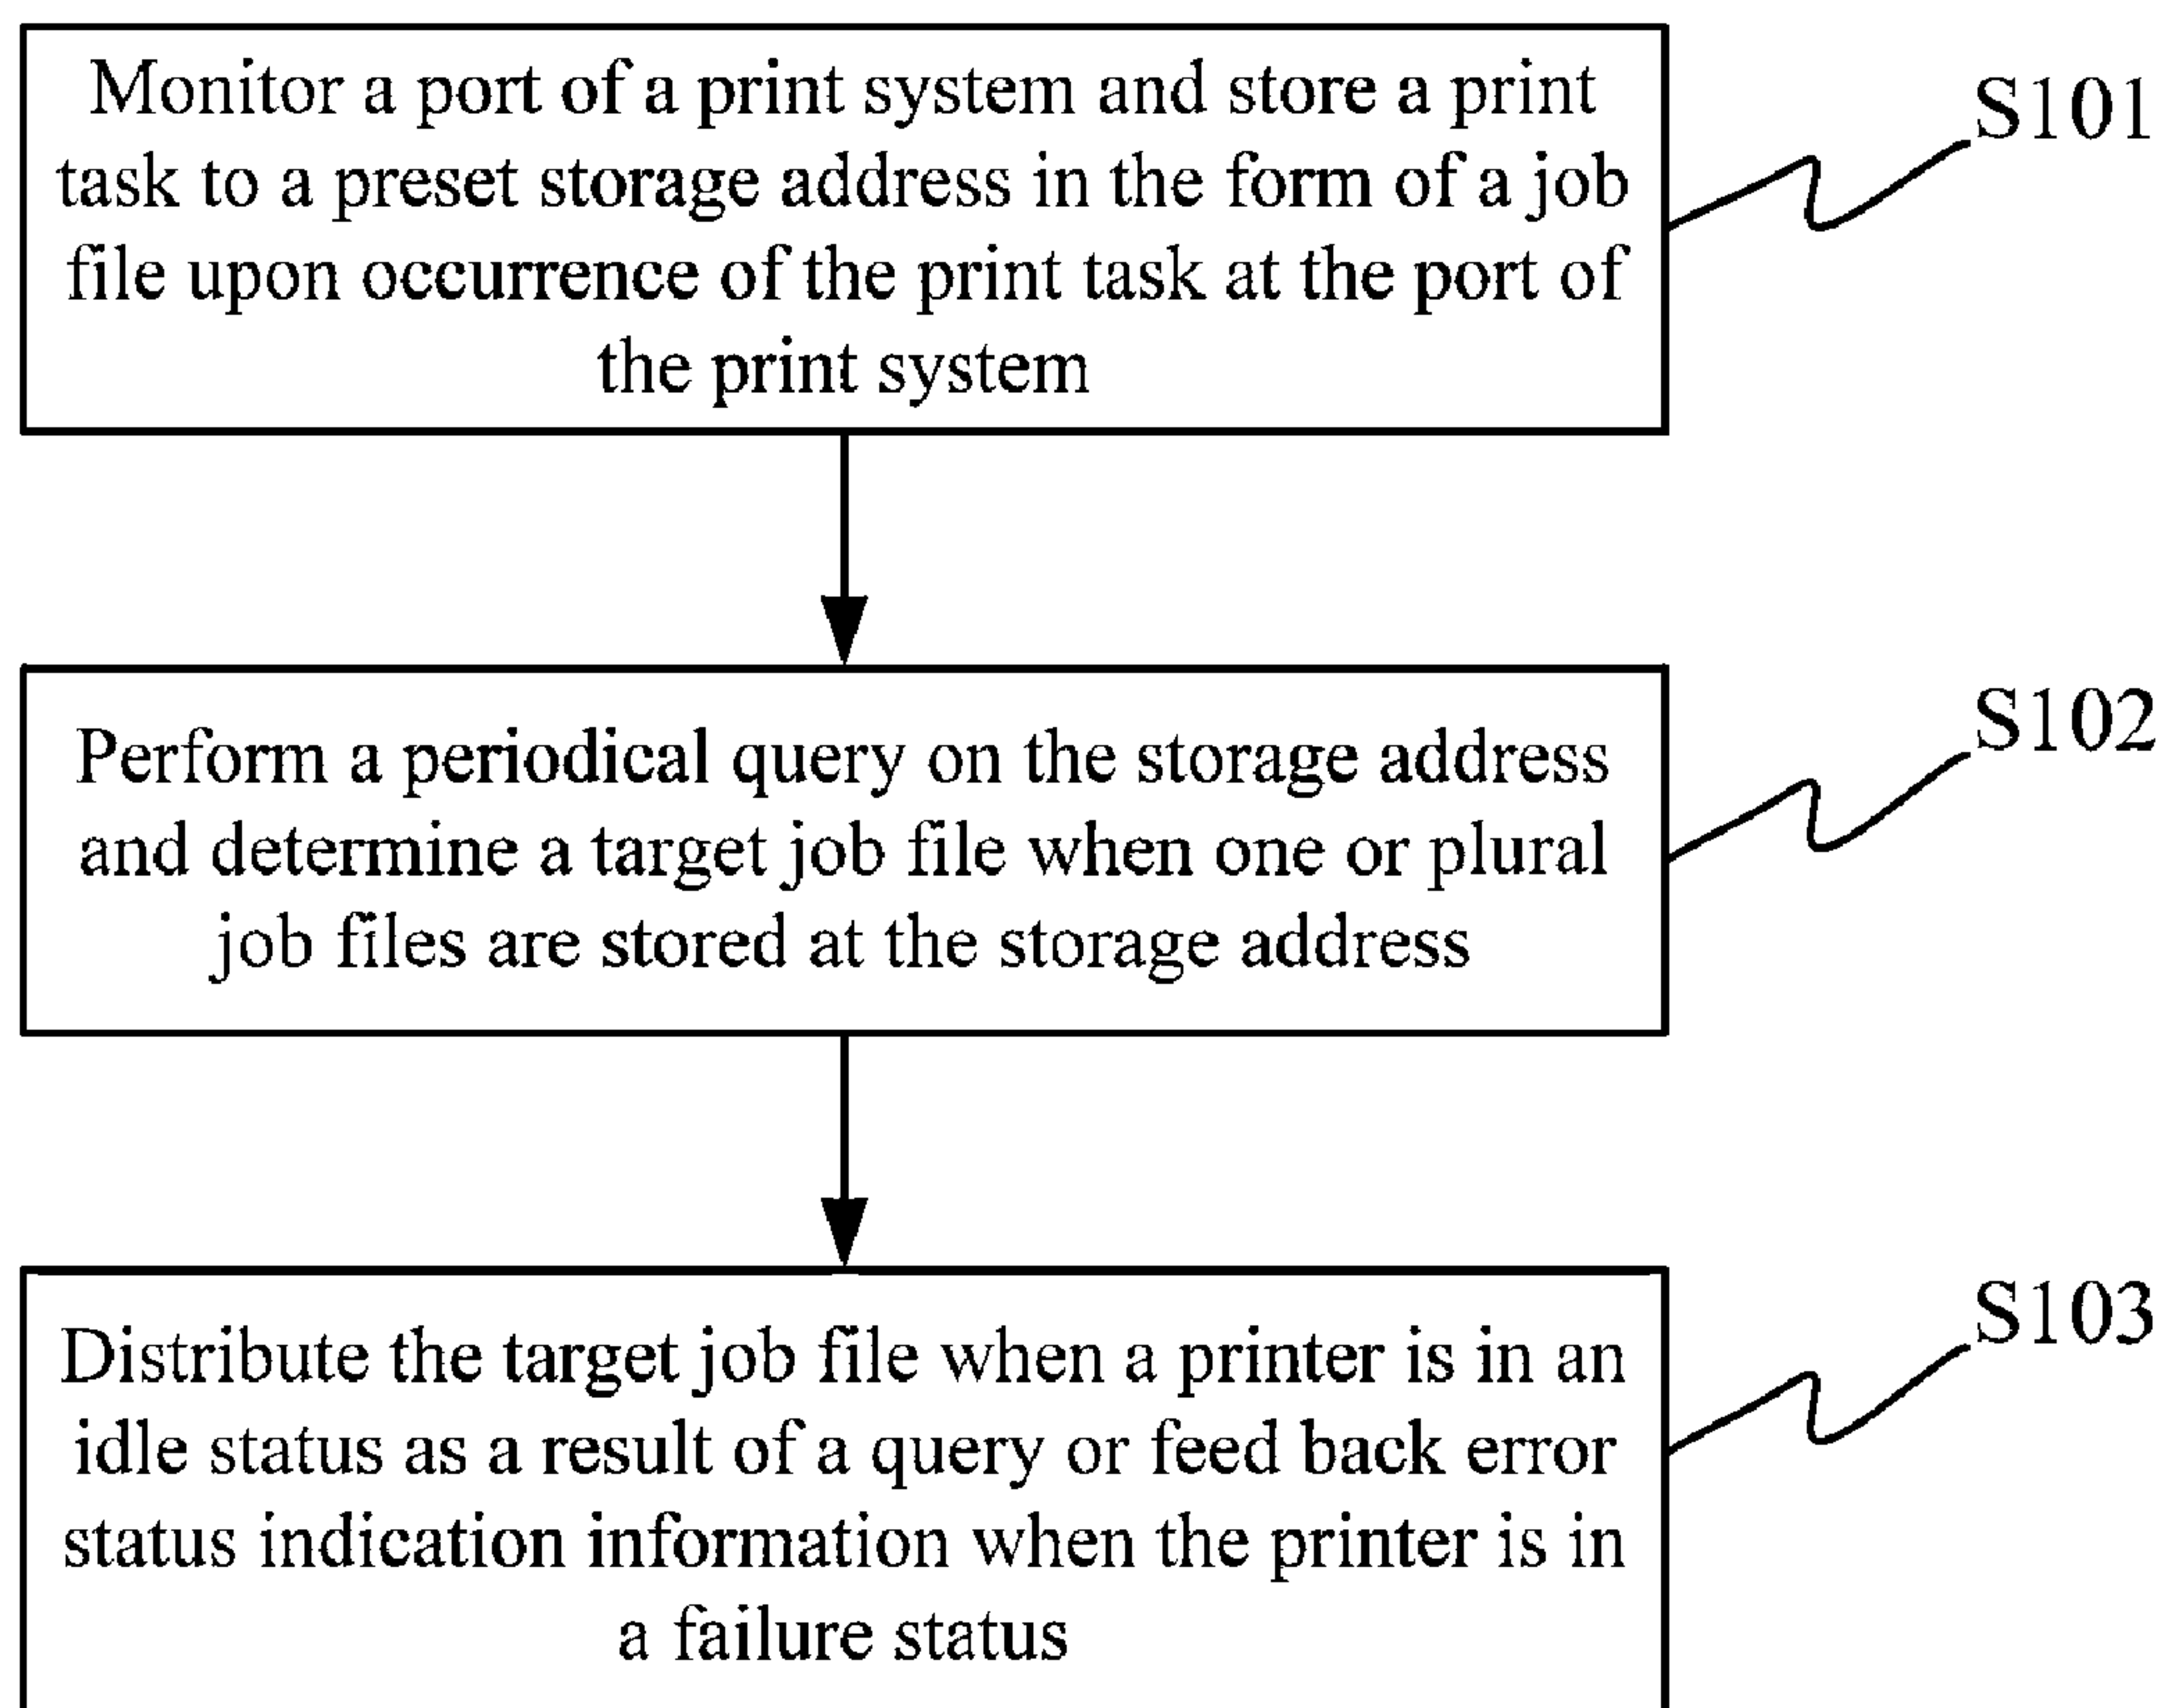 Monitor a port of a print system and store a print
task to a preset storage address in the form of a job
file upon occurrence of the print task at the port of
the print system
S101
Perform a periodical query on the storage address
and determine a target job file when one or plural
job files are stored at the storage address
S102
Distribute the target job file when a printer is in an
idle status as a result of a query or feed back error
status indication information when the printer is in
a failure status
S103